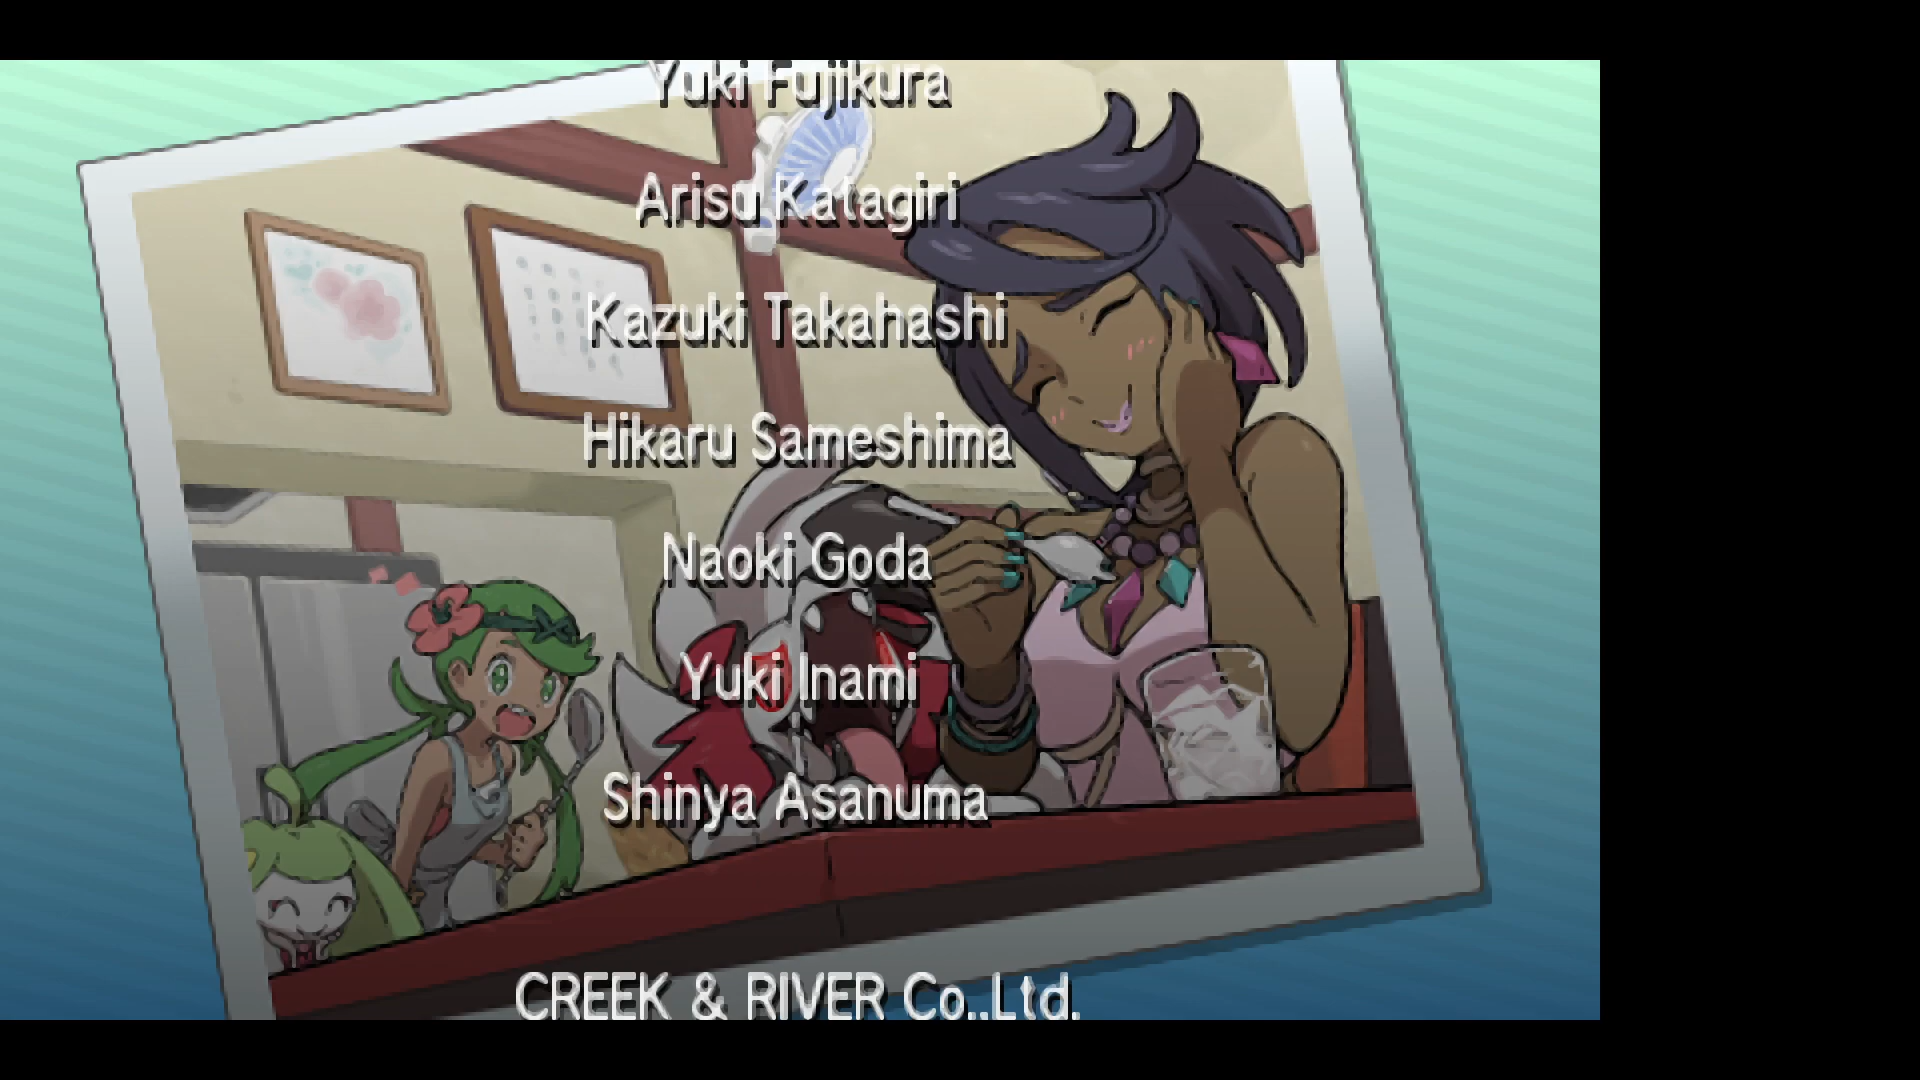 Yuki Fujikura
Arisu Katagiri
Kazuki Takahashi
Hikaru Sameshima
Naoki Goda
Yuki Inami
Shinya Asanuma
CREEK & RIVER Co.,Ltd.